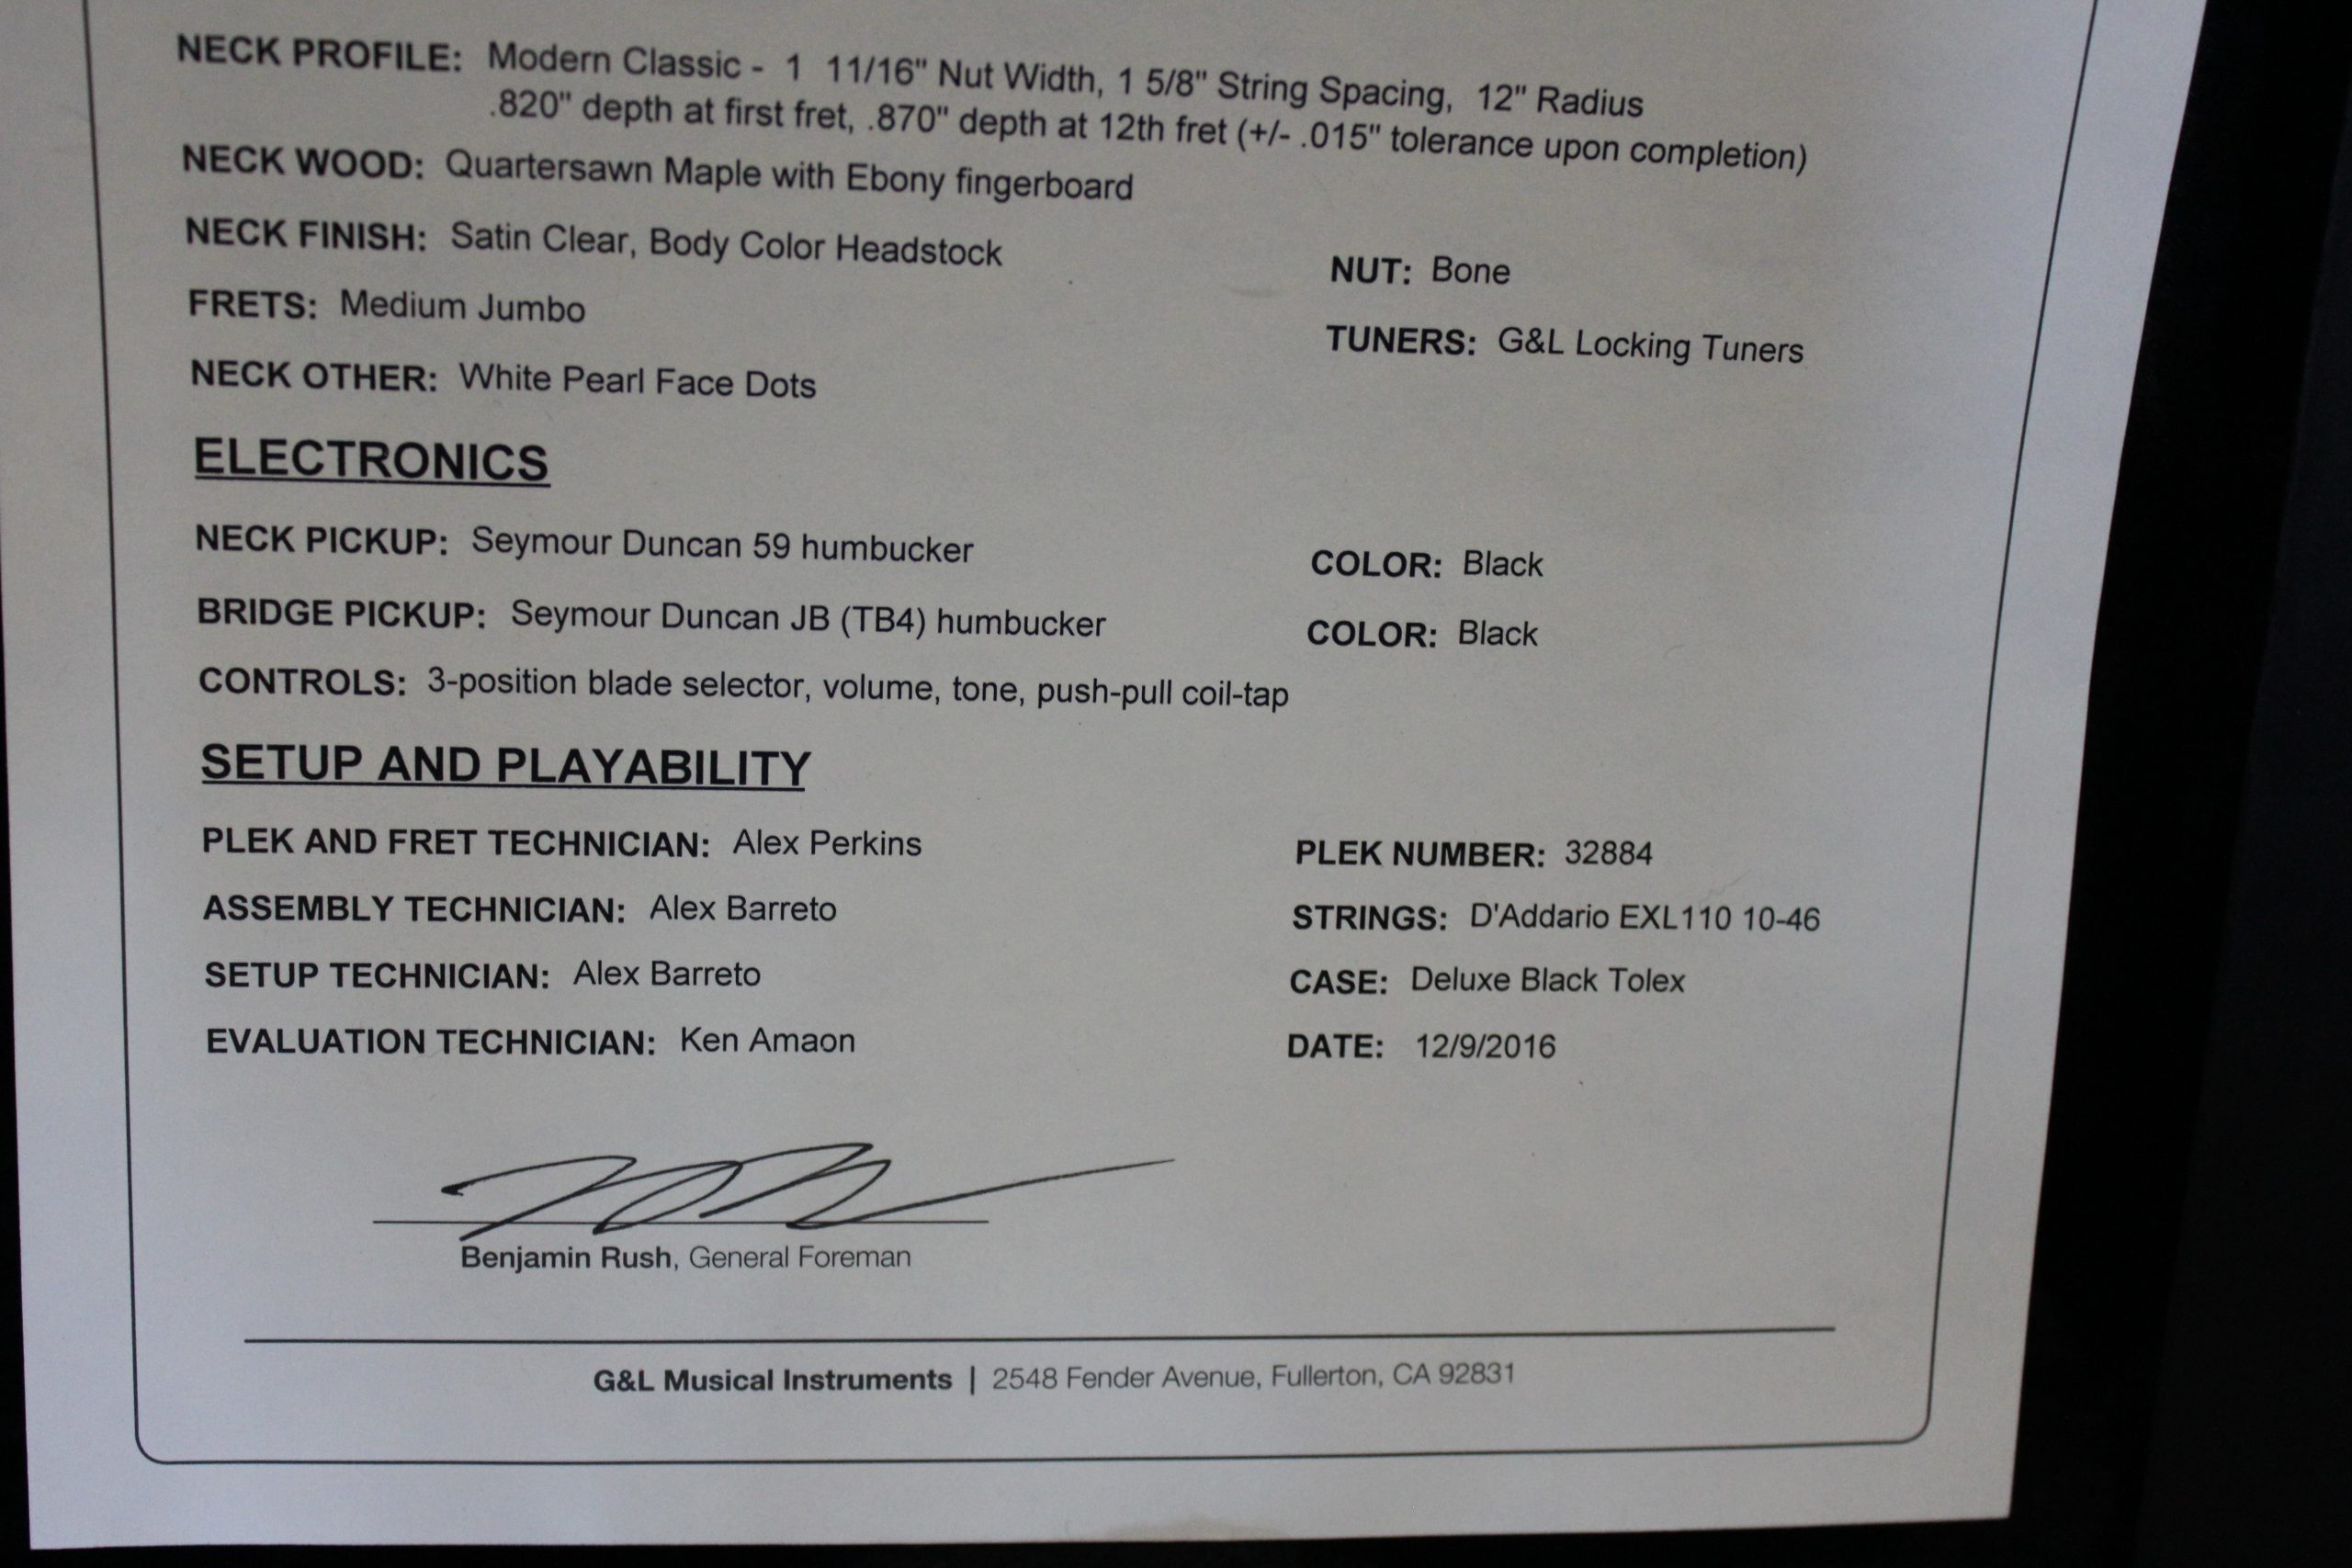 NECK PROFILE: Modern Classic - 1 11/16" Nut Width, 1 5/8" String Spacing, 12" Radius
.820" depth at first fret, .870" depth at 12th fret (+/- .015" tolerance upon completion)
NECK WOOD: Quartersawn Maple with Ebony fingerboard
NECK FINISH: Satin Clear, Body Color Headstock
NUT: Bone
FRETS: Medium Jumbo
TUNERS: G&L Locking Tuners
NECK OTHER: White Pearl Face Dots
ELECTRONICS
NECK PICKUP: Seymour Duncan 59 humbucker
COLOR: Black
BRIDGE PICKUP: Seymour Duncan JB (TB4) humbucker
COLOR: Black
CONTROLS: 3-position blade selector, volume, tone, push-pull coil-tap
SETUP AND PLAYABILITY
PLEK AND FRET TECHNICIAN: Alex Perkins
PLEK NUMBER: 32884
ASSEMBLY TECHNICIAN: Alex Barreto
STRINGS: D'Addario EXL110 10-46
SETUP TECHNICIAN: Alex Barreto
CASE: Deluxe Black Tolex
EVALUATION TECHNICIAN: Ken Amaon
DATE: 12/9/2016
Benjamin Rush, General Foreman
G&L Musical Instruments | 2548 Fender Avenue, Fullerton, CA 92831